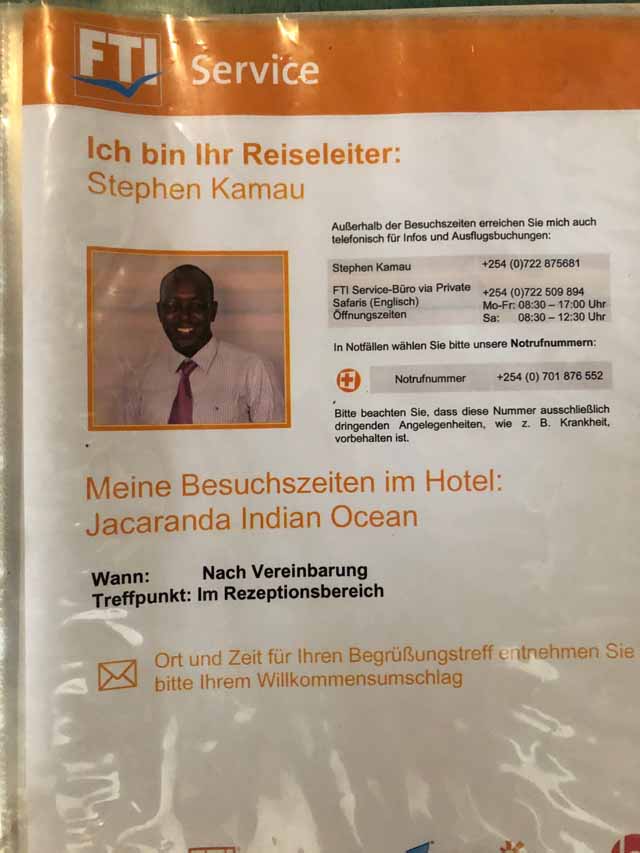 FTI Service
Ich bin Ihr Reiseleiter:
Stephen Kamau
Außerhalb der Besuchszeiten erreichen Sie mich auch
telefonisch für Infos und Ausflugsbuchungen:
Stephen Kamau +254 (0)722 875681
FTI Service-Büro via Private +254 (0)722 509 894
Safaris (Englisch) Mo-Fr: 08:30 – 17:00 Uhr
Öffnungszeiten Sa: 08:30 – 12:30 Uhr
In Notfällen wählen Sie bitte unsere Notrufnummern:
Notrufnummer +254 (0) 701 876 552
Bitte beachten Sie, dass diese Nummer ausschließlich
dringenden Angelegenheiten, wie z. B. Krankheit,
vorbehalten ist.
Meine Besuchszeiten im Hotel:
Jacaranda Indian Ocean
Wann: Nach Vereinbarung
Treffpunkt: Im Rezeptionsbereich
Ort und Zeit für Ihren Begrüßungstreff entnehmen Sie
bitte Ihrem Willkommensumschlag